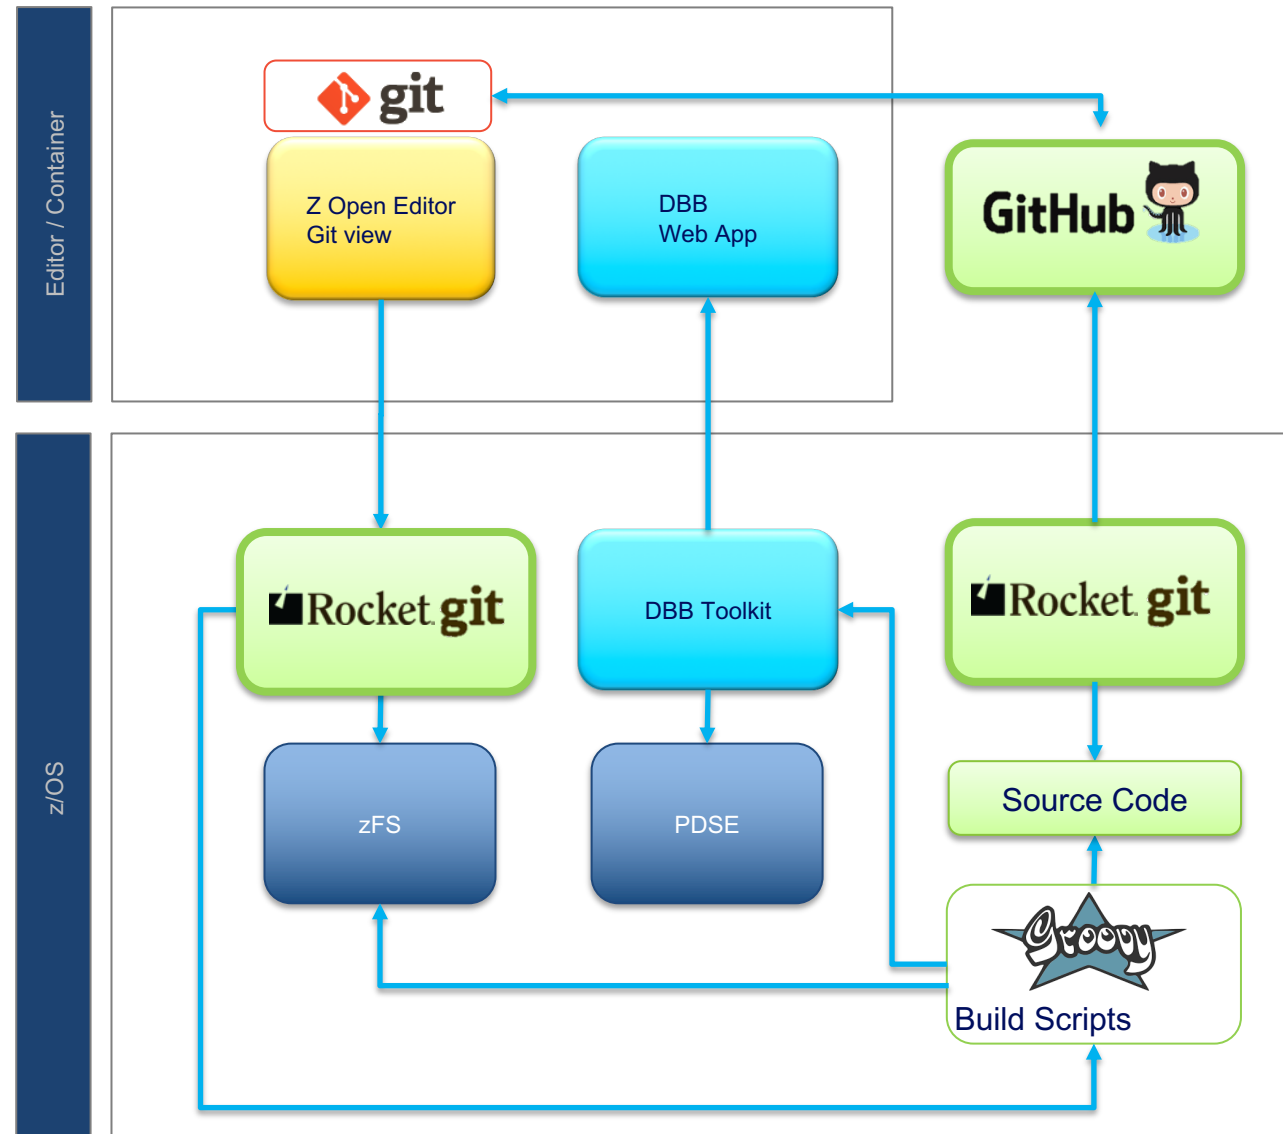 Editor / Container
git
Z Open Editor
Git view
DBB
Web App
GitHub
z/OS
Rocket. git
DBB Toolkit
Rocket. git
zFS
PDSE
Source Code
Groovy
Build Scripts